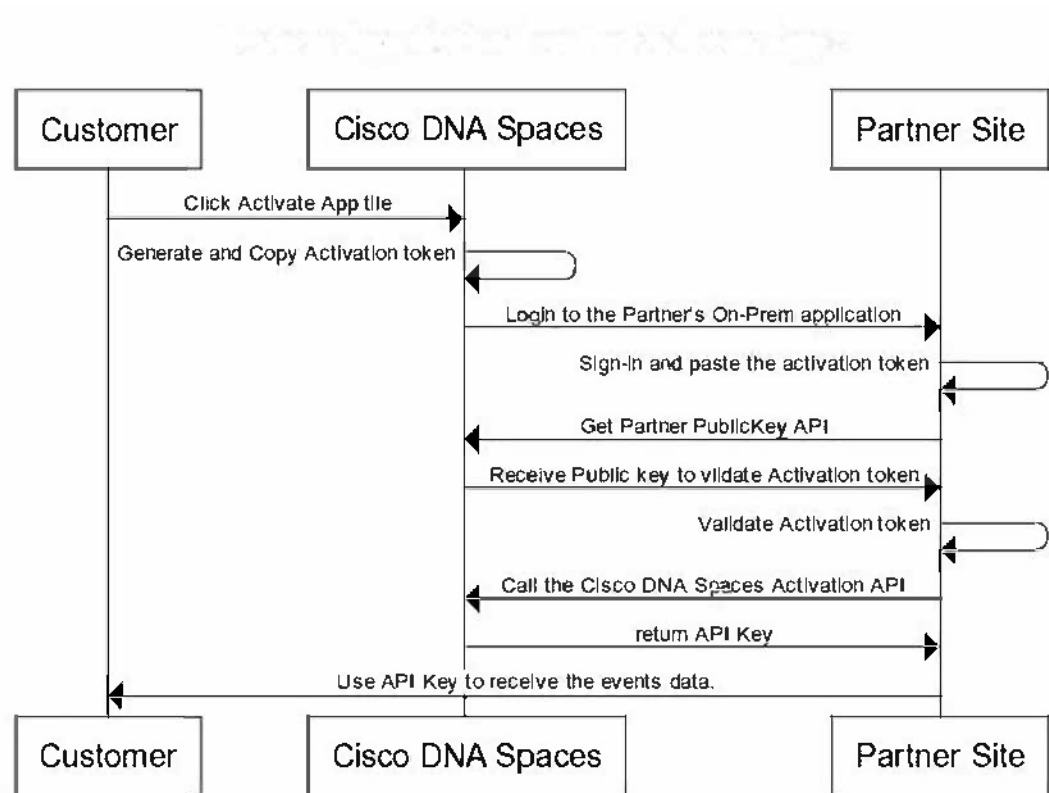 Customer
Cisco DNA Spaces
Partner Site
Click Activate App tile
Generate and Copy Activation token
Login to the Partner's On-Prem application
Sign-in and paste the activation token
Get Partner PublicKey API
Receive Public key to vlidate Activation token.
Validate Activation token
Call the Cisco DNA Spaces Activation API
return API Key
Use API Key to receive the events data.
Customer
Cisco DNA Spaces
Partner Site